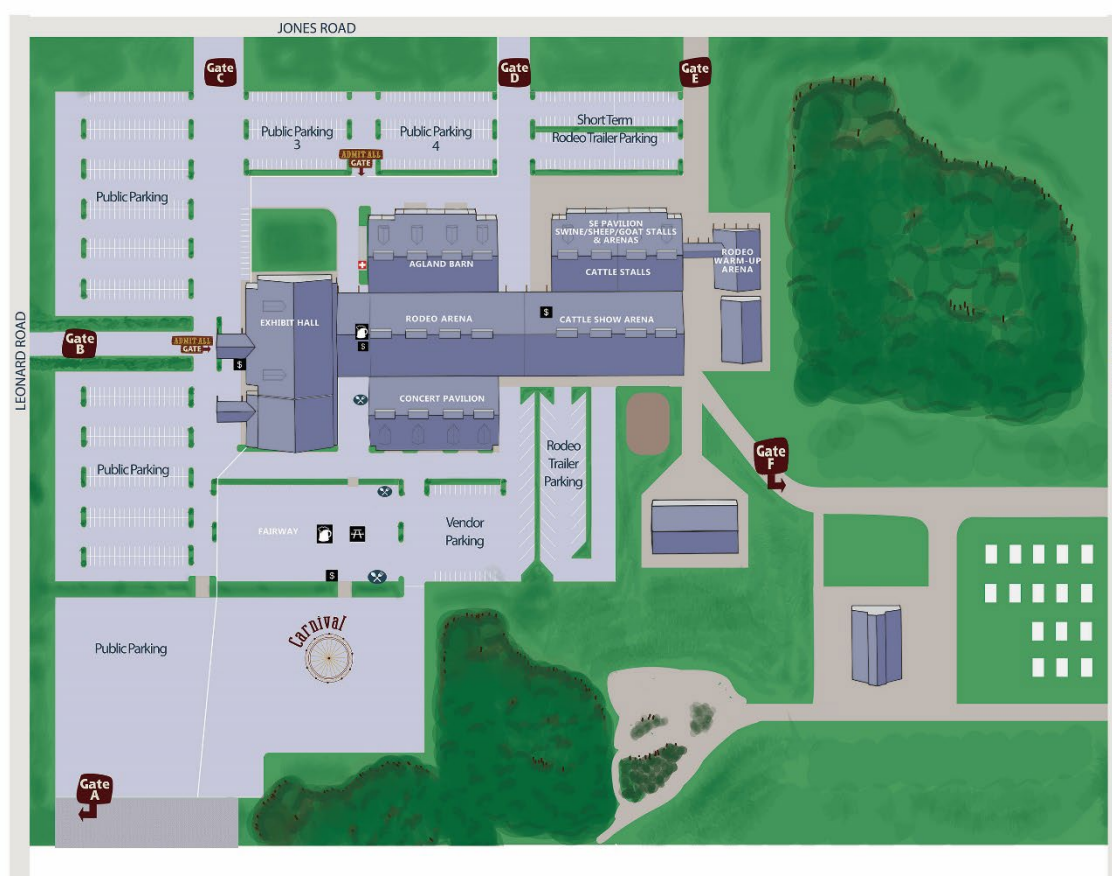 JONES ROAD
Gate
C
Gate
D
Gate
E
Public Parking
3
Public Parking
4
Short Term
Rodeo Trailer Parking
ADMIT ALL
GATE
Public Parking
SE PAVILION
SWINE/SHEEP/GOAT STALLS
& ARENAS
AGLAND BARN
CATTLE STALLS
RODEO
WARM-UP
ARENA
LEONARD ROAD
Gate
B
ADMIT ALL
GATE
EXHIBIT HALL
RODEO ARENA
$
CATTLE SHOW ARENA
$
$
CONCERT PAVILION
Public Parking
Rodeo
Trailer
Parking
Gate
F
FAIRWAY
Vendor
Parking
$
Carnival
Public Parking
Gate
A